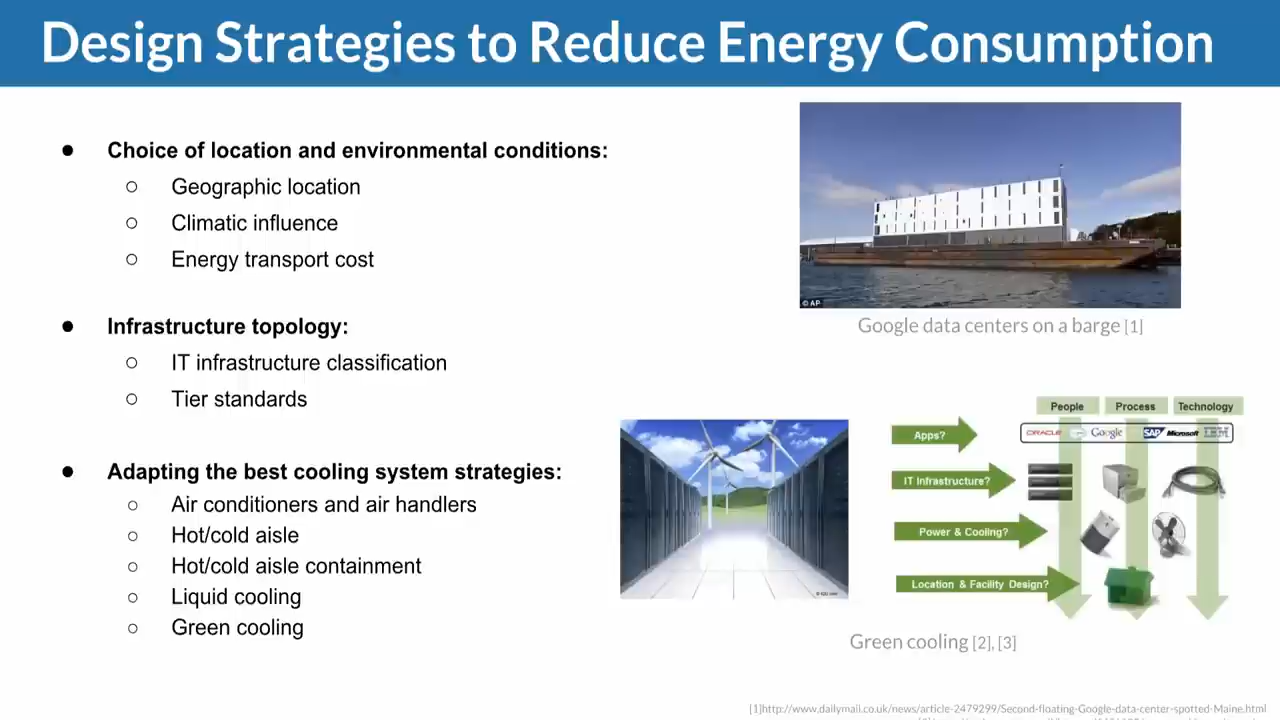 Design Strategies to Reduce Energy Consumption
● Choice of location and environmental conditions:
○ Geographic location
○ Climatic influence
○ Energy transport cost
● Infrastructure topology:
○ IT infrastructure classification
○ Tier standards
● Adapting the best cooling system strategies:
○ Air conditioners and air handlers
○ Hot/cold aisle
○ Hot/cold aisle containment
○ Liquid cooling
○ Green cooling
© AP
Google data centers on a barge [1]
People Process Technology
Apps?
ORACLE Google SAP Microsoft IBM
IT Infrastructure?
Power & Cooling?
Location & Facility Design?
Green cooling [2], [3]
[1]http://www.dailymail.co.uk/news/article-2479299/Second-floating-Google-data-center-spotted-Maine.html